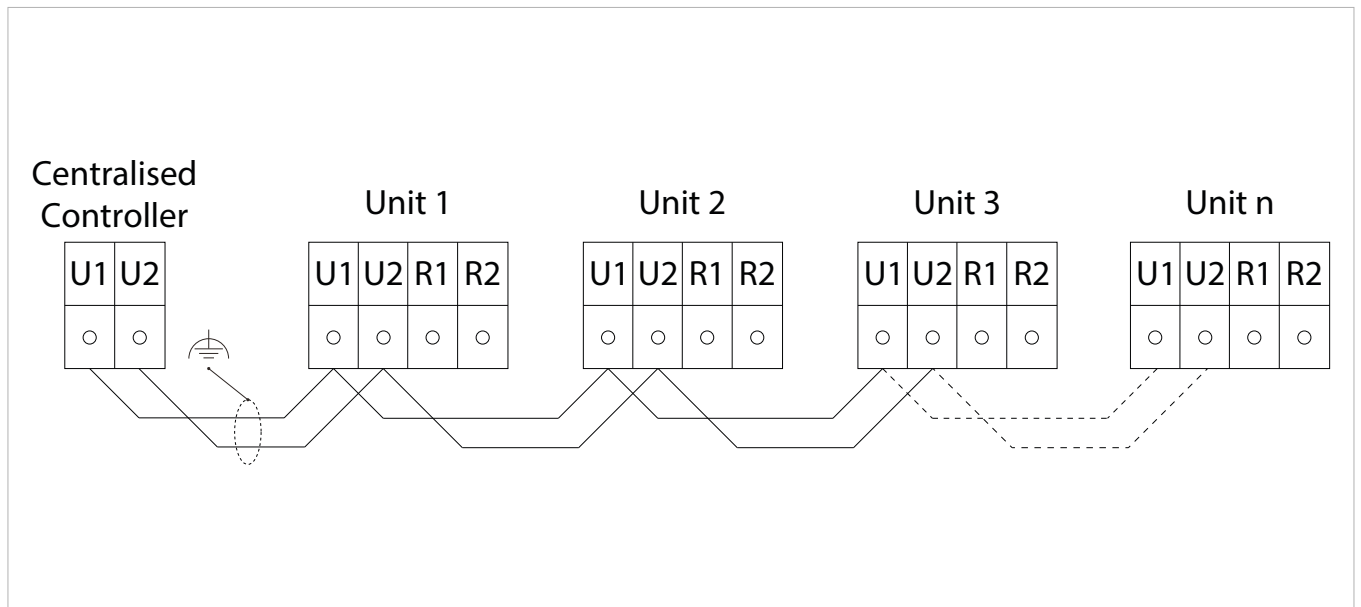 Centralised
Controller
Unit 1
Unit 2
Unit 3
Unit n
U1 U2
U1 U2 R1 R2
U1 U2 R1 R2
U1 U2 R1 R2
U1 U2 R1 R2